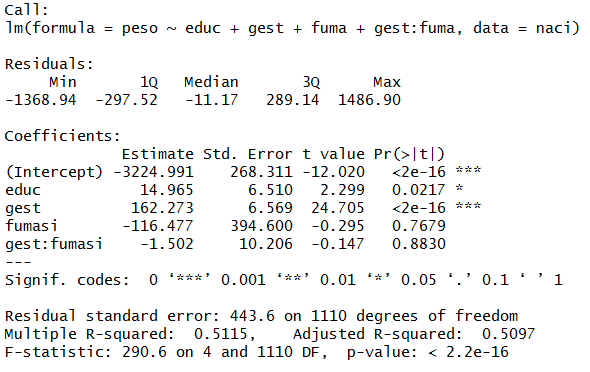 Call:
lm(formula = peso ~ educ + gest + fuma + gest:fuma, data = naci)
Residuals:
Min 1Q Median 3Q Max
-1368.94 -297.52 -11.17 289.14 1486.90
Coefficients:
Estimate Std. Error t value Pr(>|t|)
(Intercept) -3224.991 268.311 -12.020 <2e-16 ***
educ 14.965 6.510 2.299 0.0217 *
gest 162.273 6.569 24.705 <2e-16 ***
fumasi -116.477 394.600 -0.295 0.7679
gest:fumasi -1.502 10.206 -0.147 0.8830
---
Signif. codes: 0 ‘***’ 0.001 ‘**’ 0.01 ‘*’ 0.05 ‘.’ 0.1 ‘ ’ 1
Residual standard error: 443.6 on 1110 degrees of freedom
Multiple R-squared: 0.5115, Adjusted R-squared: 0.5097
F-statistic: 290.6 on 4 and 1110 DF, p-value: < 2.2e-16